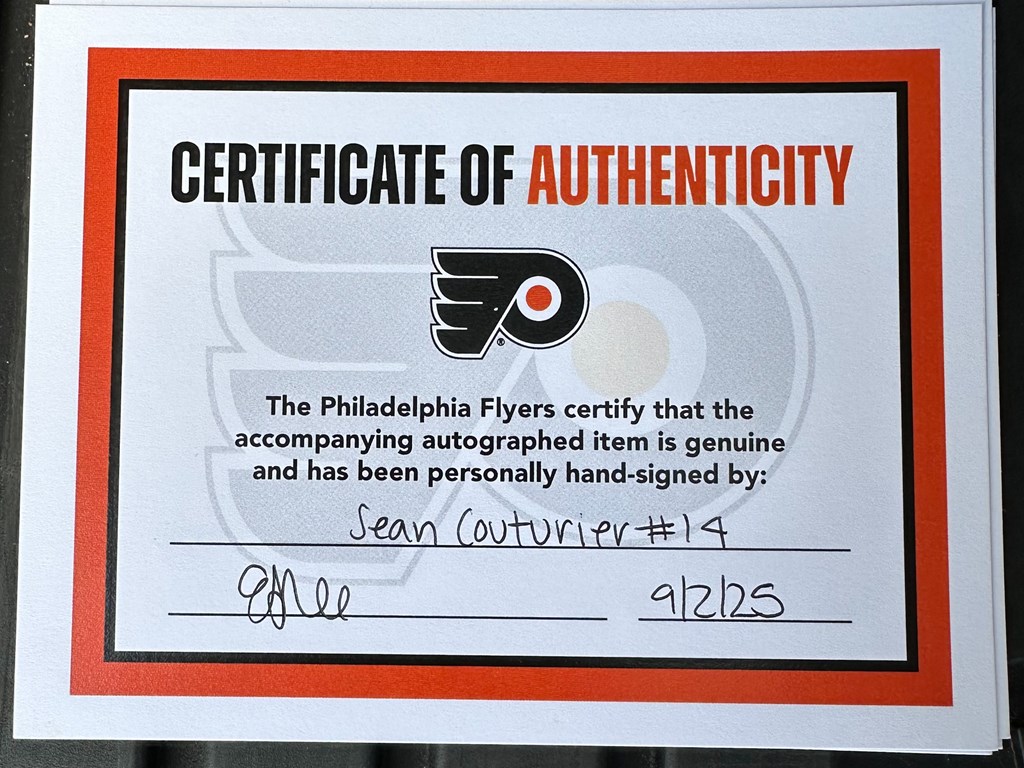 CERTIFICATE OF AUTHENTICITY
®
The Philadelphia Flyers certify that the
accompanying autographed item is genuine
and has been personally hand-signed by:
Sean Couturier #14
9/2/25